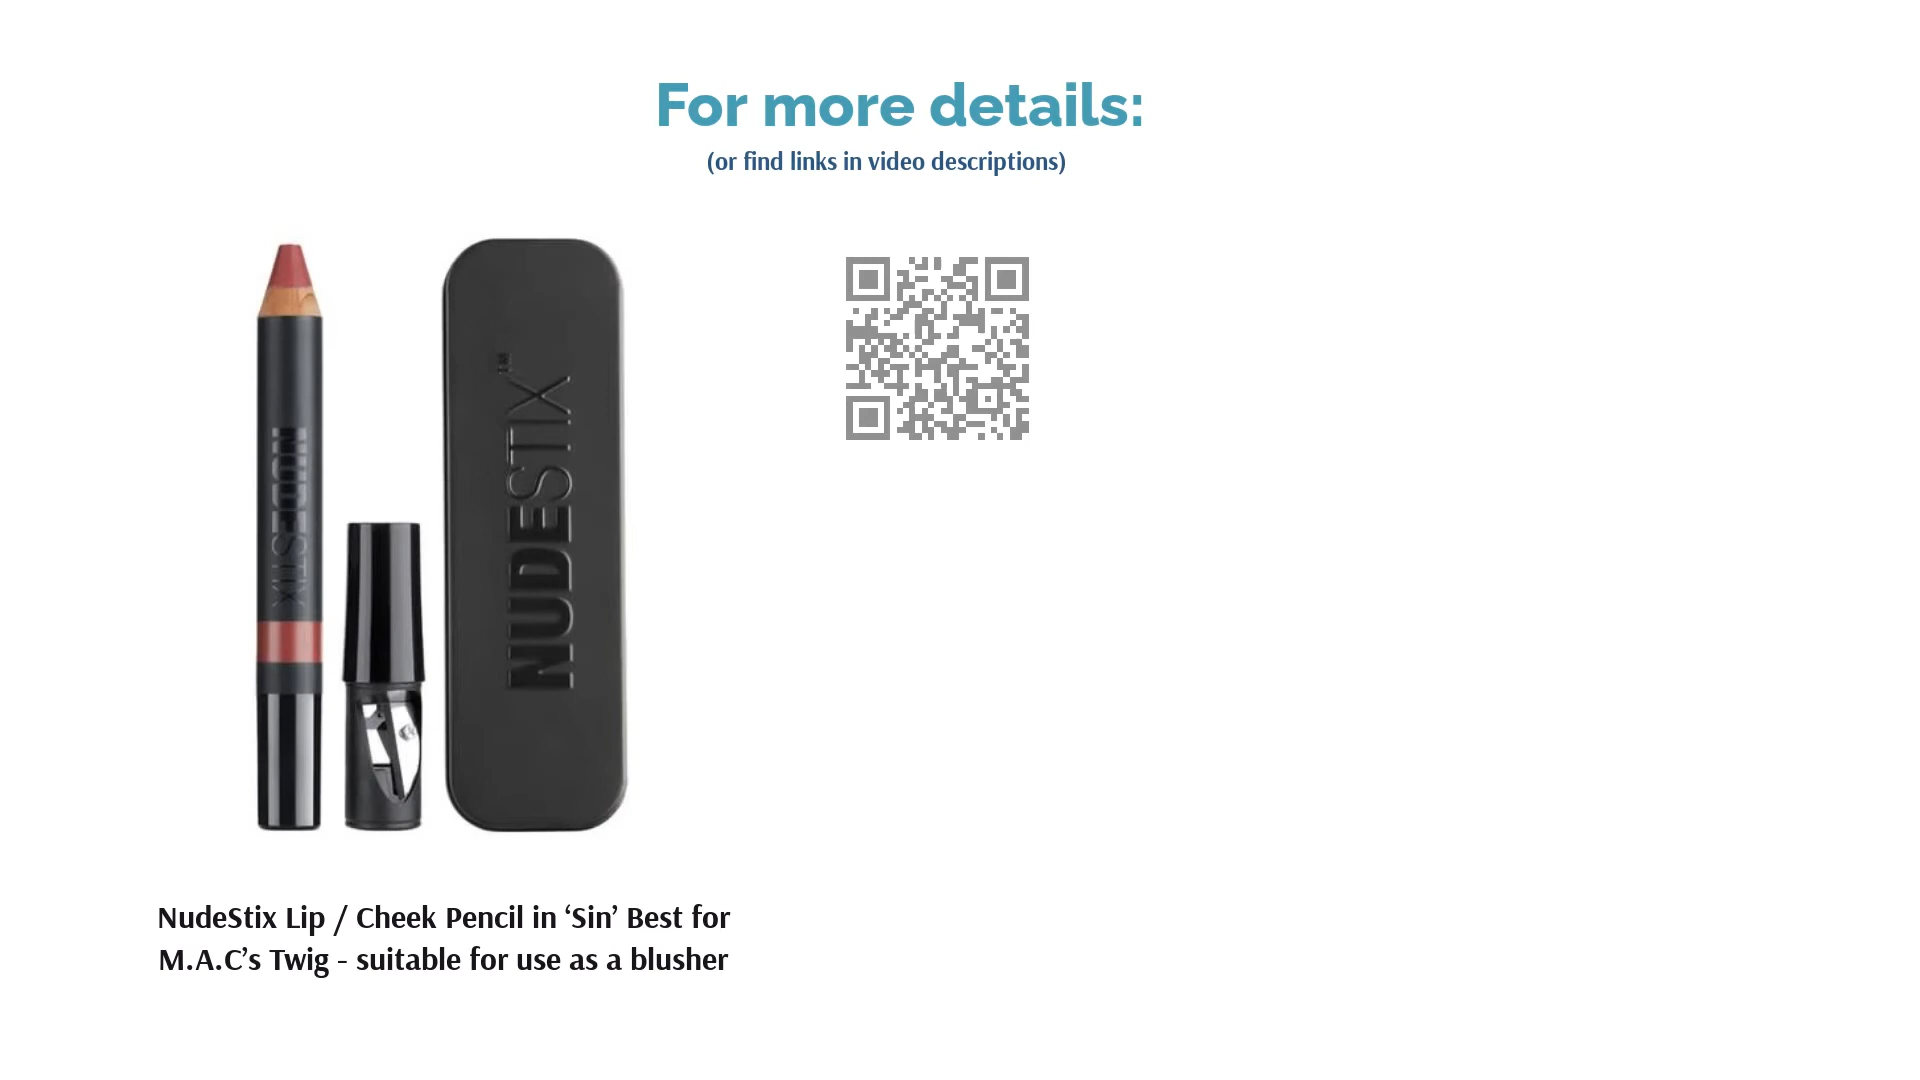 For more details:
(or find links in video descriptions)
NUDESTIX
NUDESTIX™
NudeStix Lip / Cheek Pencil in ‘Sin’ Best for
M.A.C’s Twig - suitable for use as a blusher